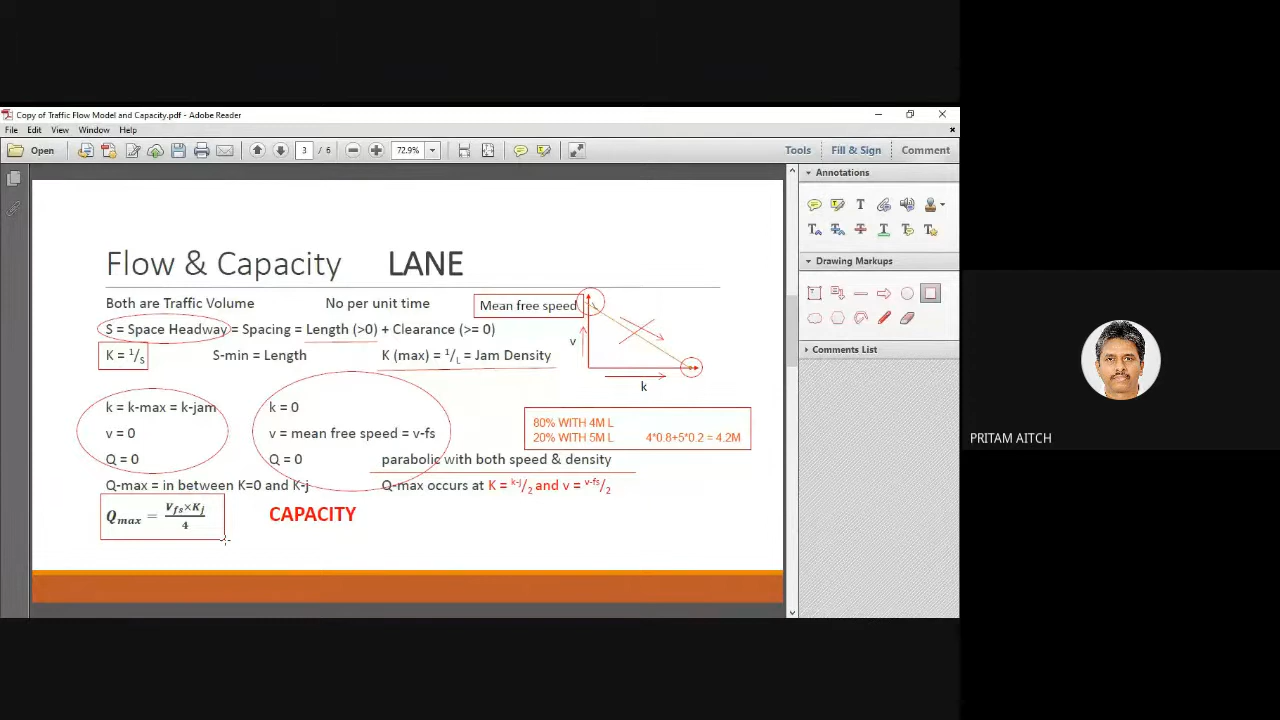 Copy of Traffic Flow Model and Capacity.pdf - Adobe Reader
File Edit View Window Help
Open 3 / 6 72.9% Tools Fill & Sign Comment
Annotations
Drawing Markups
Comments List
Flow & Capacity LANE
Both are Traffic Volume No per unit time Mean free speed
S = Space Headway = Spacing = Length (>0) + Clearance (>= 0)
v
K = 1/S S-min = Length K (max) = 1/L = Jam Density
k
k = k-max = k-jam k = 0
80% WITH 4M L
v = 0 v = mean free speed = v-fs
20% WITH 5M L 4*0.8+5*0.2 = 4.2M
Q = 0 Q = 0 parabolic with both speed & density
Q-max = in between K=0 and K-j Q-max occurs at K = k-j/2 and v = v-fs/2
Qmax = Vfs×Kj/4 CAPACITY
PRITAM AITCH